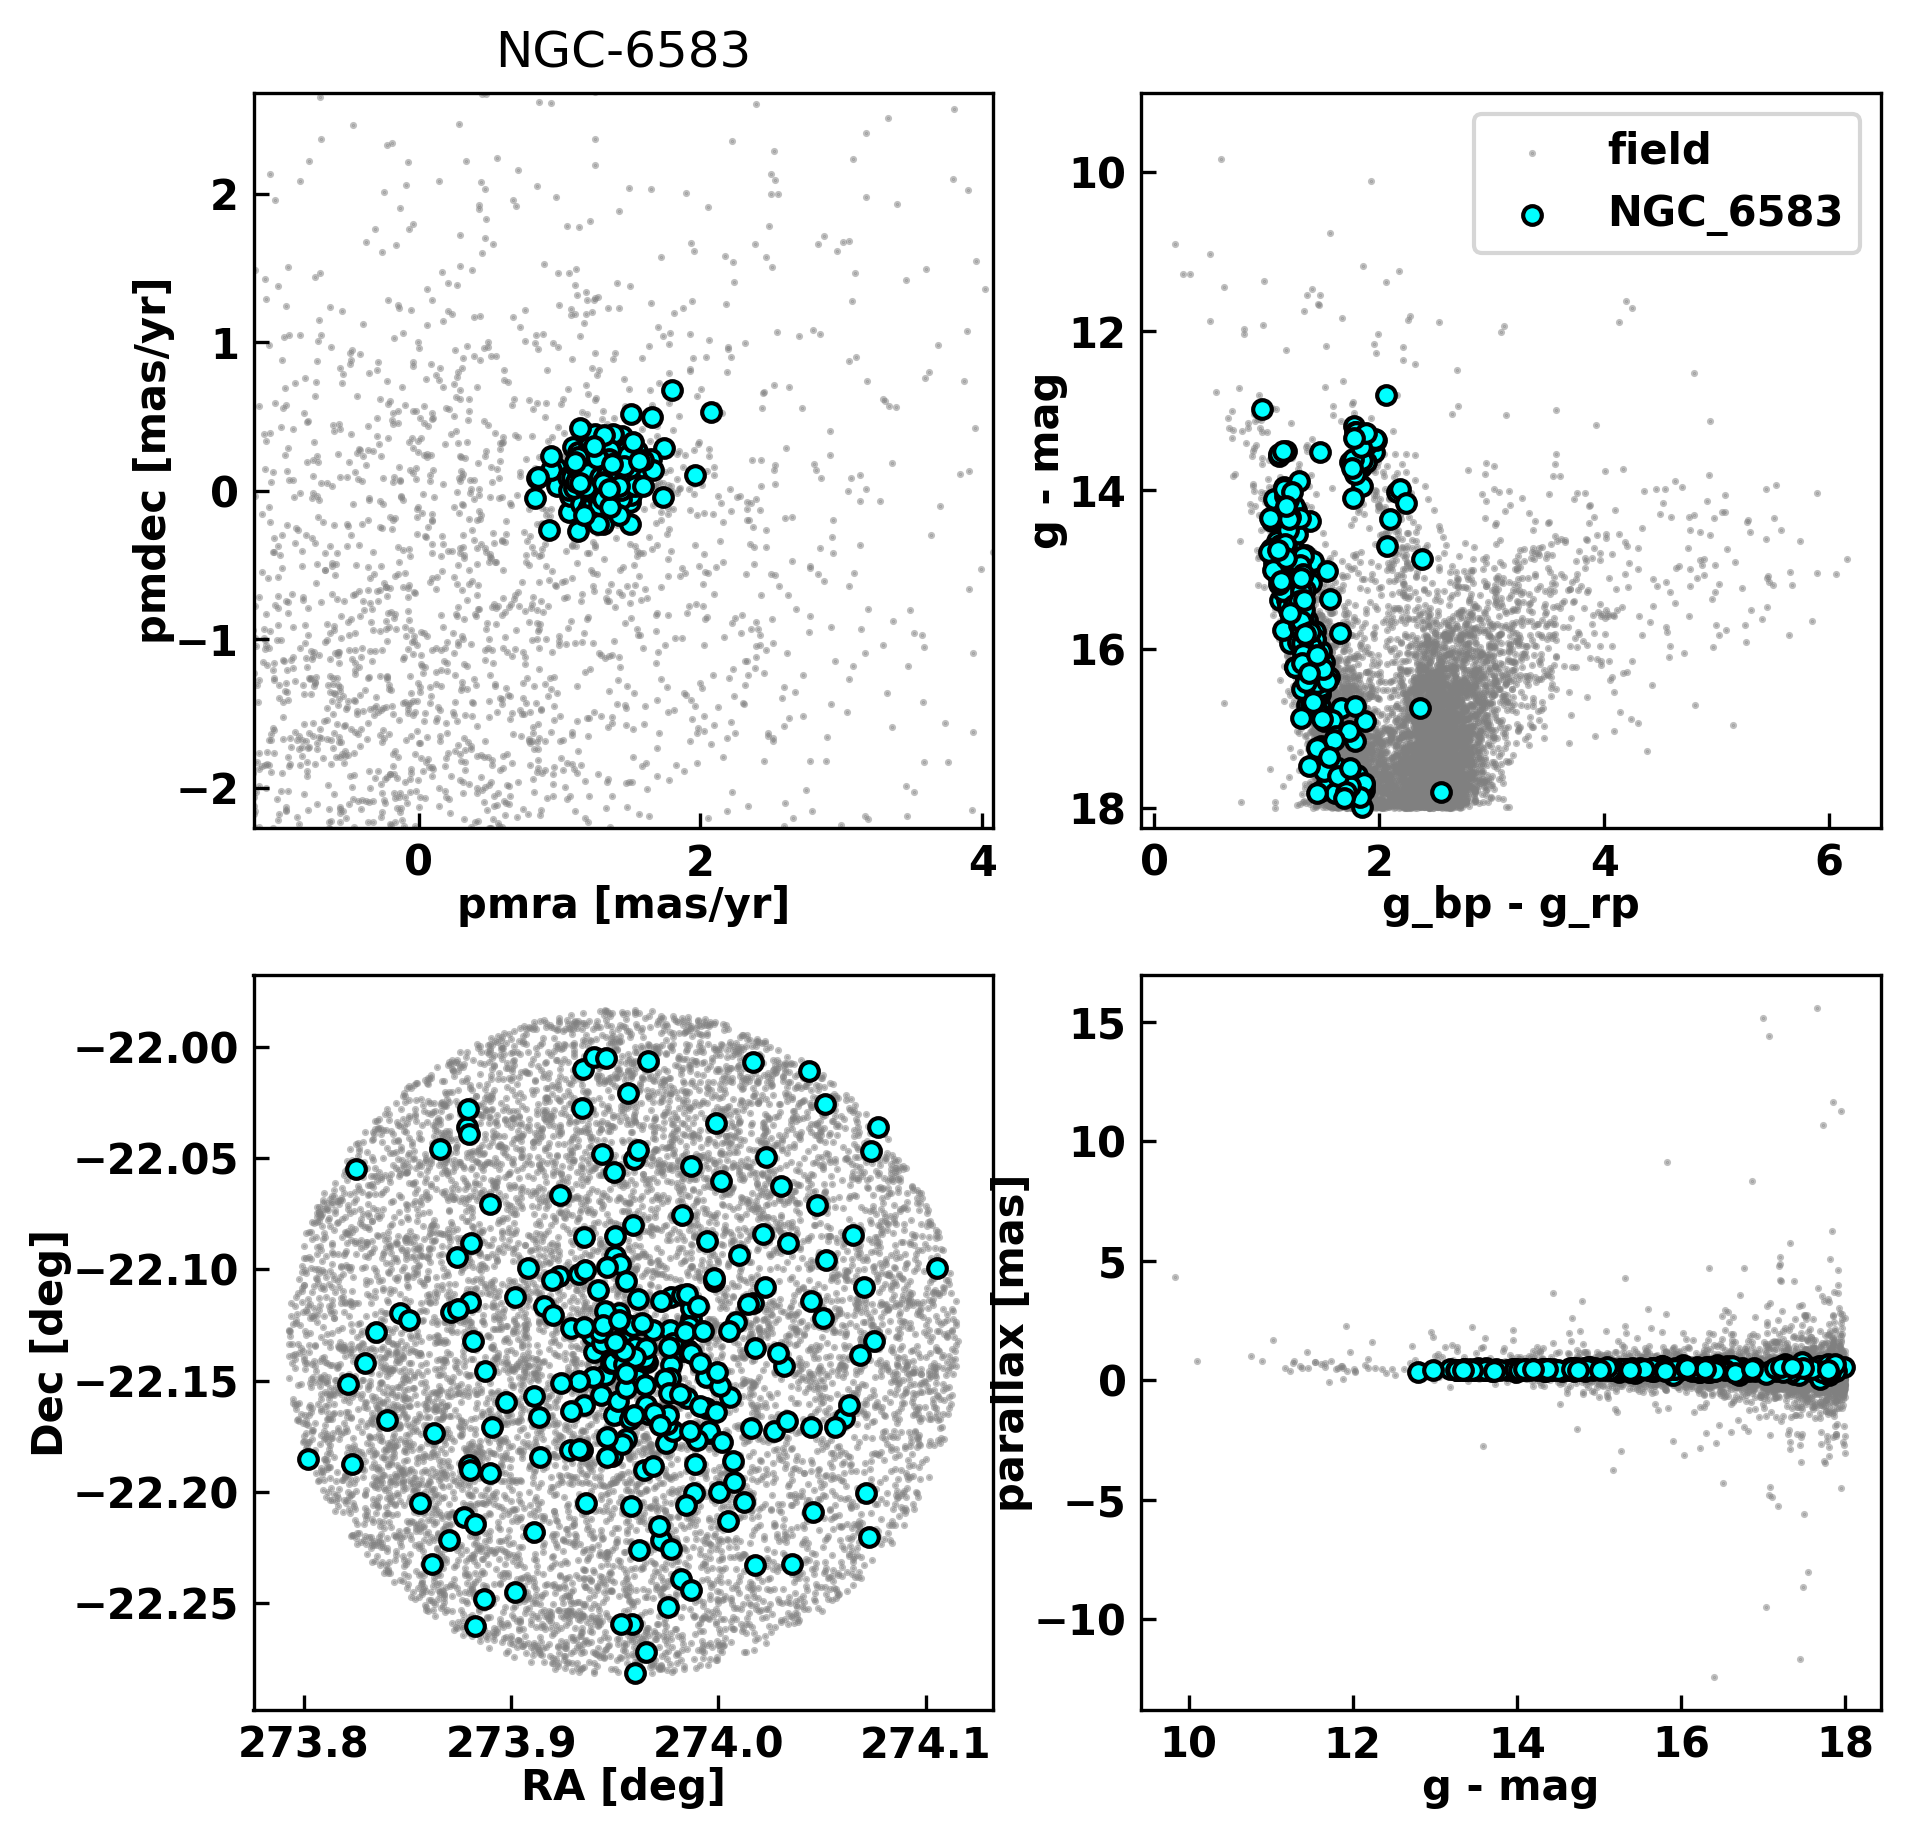 NGC-6583
2
1
0
−1
−2
pmdec [mas/yr]
0 2 4
pmra [mas/yr]
field
NGC_6583
10
12
14
16
18
g - mag
0 2 4 6
g_bp - g_rp
−22.00
−22.05
−22.10
−22.15
−22.20
−22.25
Dec [deg]
273.8 273.9 274.0 274.1
RA [deg]
15
10
5
0
−5
−10
parallax [mas]
10 12 14 16 18
g - mag